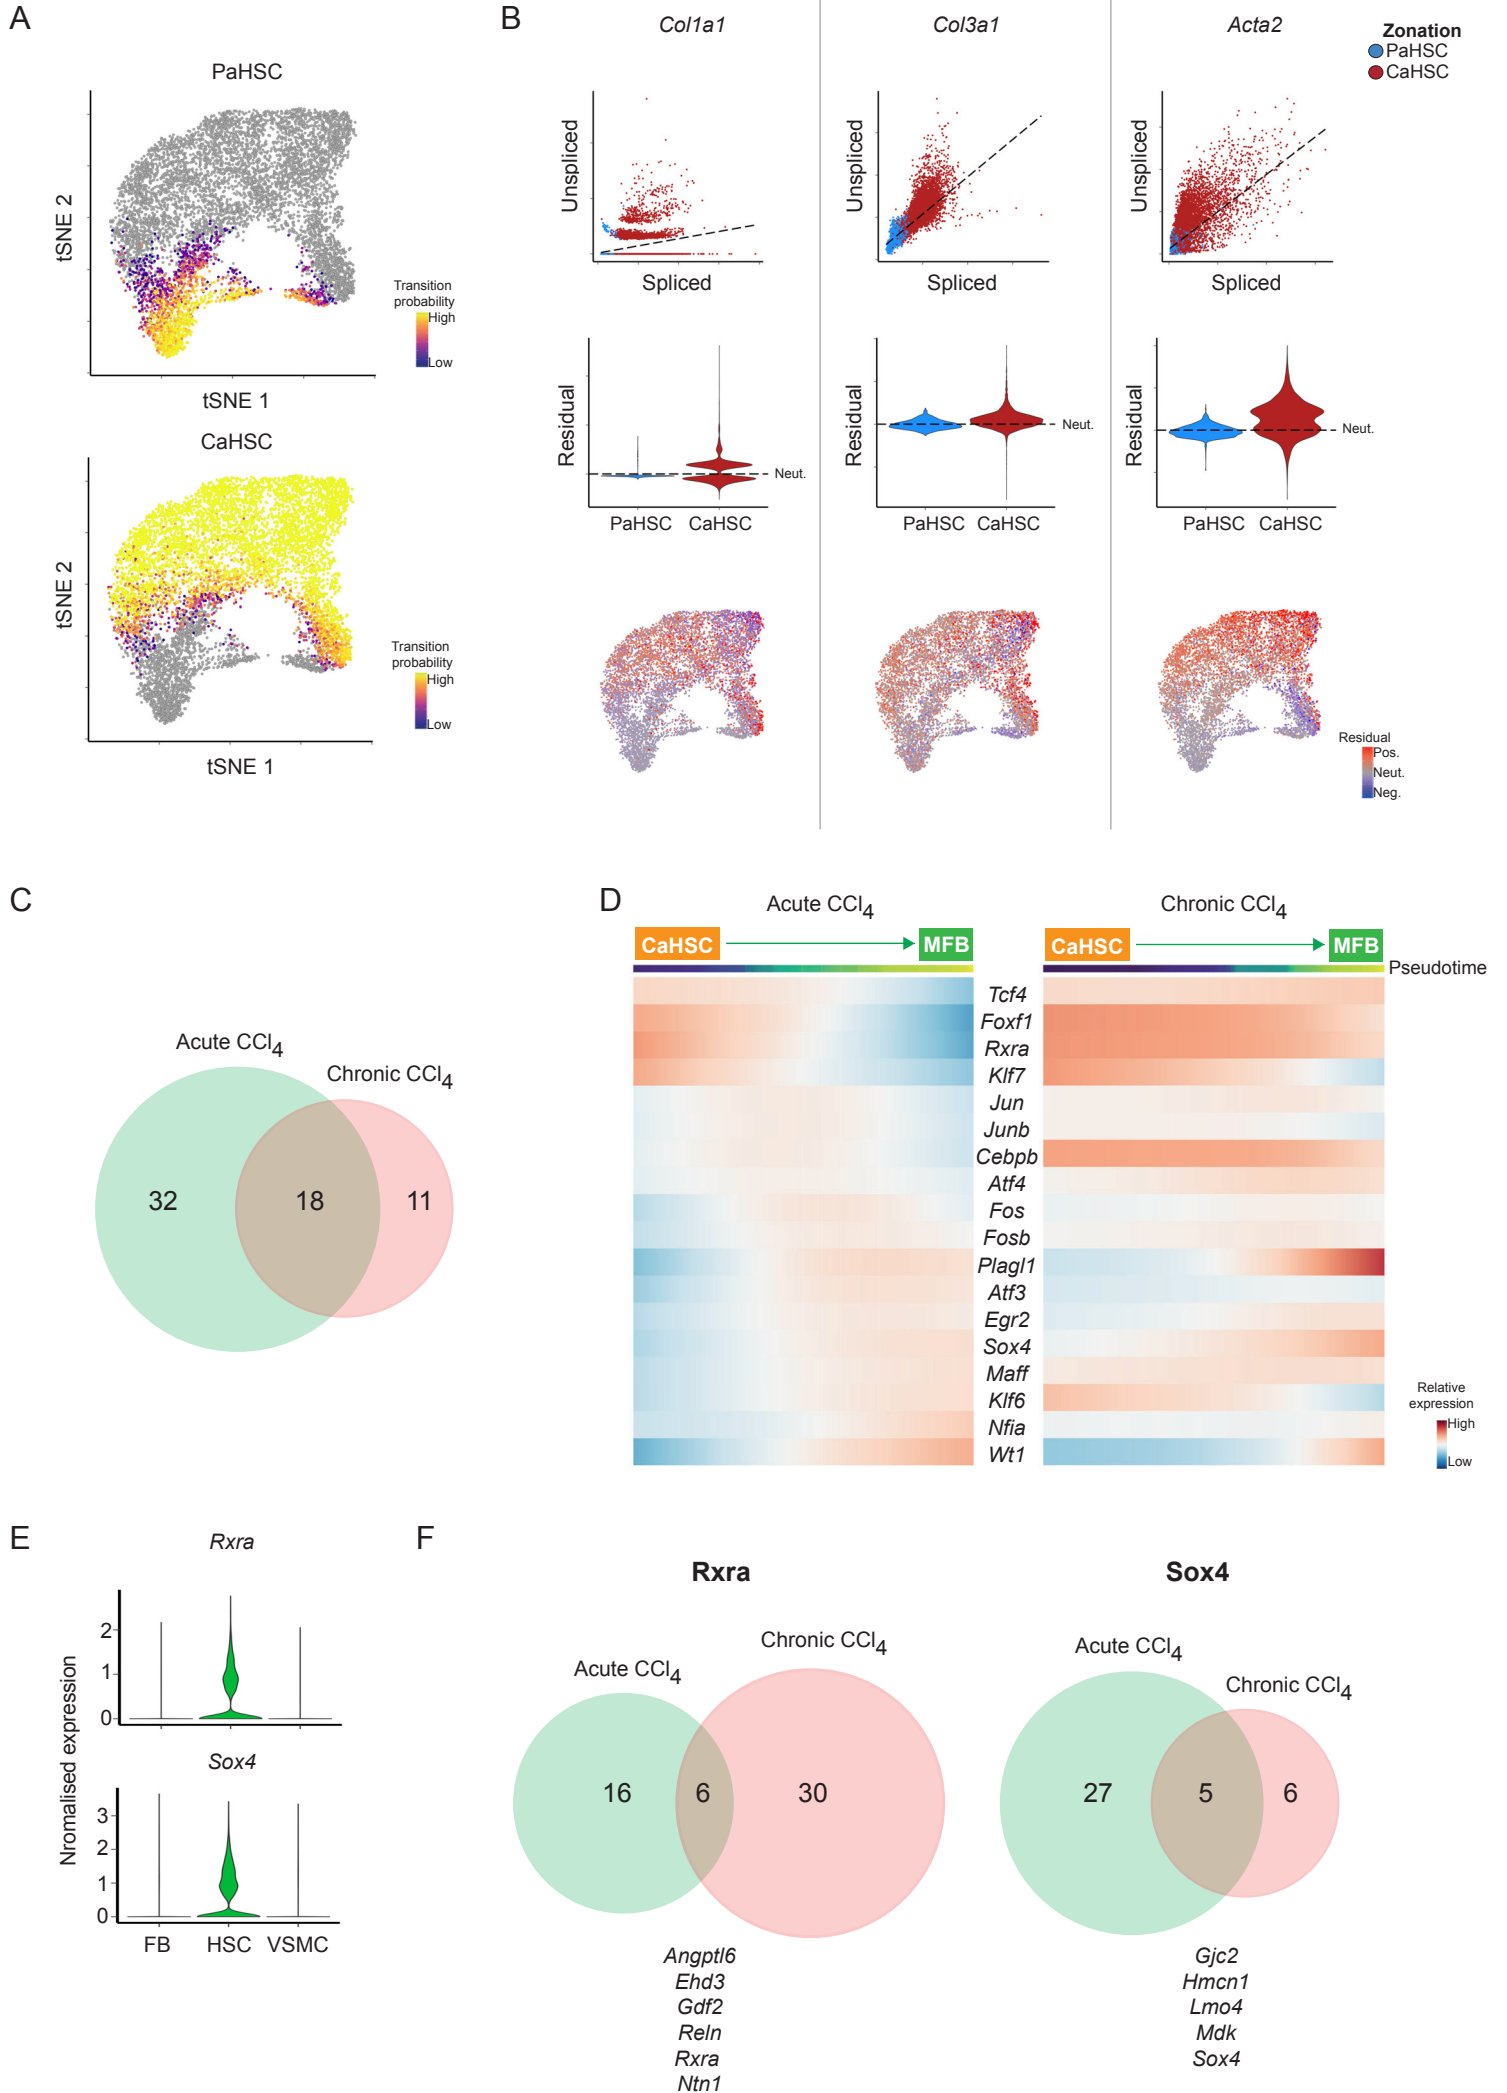 A
PaHSC
tSNE 2
tSNE 1
Transition
probability
High
Low
CaHSC
tSNE 2
tSNE 1
Transition
probability
High
Low
B
Col1a1
Col3a1
Acta2
Zonation
PaHSC
CaHSC
Unspliced
Spliced
Unspliced
Spliced
Unspliced
Spliced
Residual
Neut.
PaHSC CaHSC
Residual
Neut.
PaHSC CaHSC
Residual
Neut.
PaHSC CaHSC
Residual
Pos.
Neut.
Neg.
C
Acute CCl4
Chronic CCl4
32
18
11
D
Acute CCl4
Chronic CCl4
CaHSC
MFB
CaHSC
MFB
Pseudotime
Tcf4
Foxf1
Rxra
Klf7
Jun
Junb
Cebpb
Atf4
Fos
Fosb
Plagl1
Atf3
Egr2
Sox4
Maff
Klf6
Nfia
Wt1
Relative
expression
High
Low
E
Rxra
2
1
0
Sox4
3
2
1
0
Nromalised expression
FB HSC VSMC
F
Rxra
Acute CCl4
Chronic CCl4
16
6
30
Angptl6
Ehd3
Gdf2
Reln
Rxra
Ntn1
Sox4
Acute CCl4
Chronic CCl4
27
5
6
Gjc2
Hmcn1
Lmo4
Mdk
Sox4